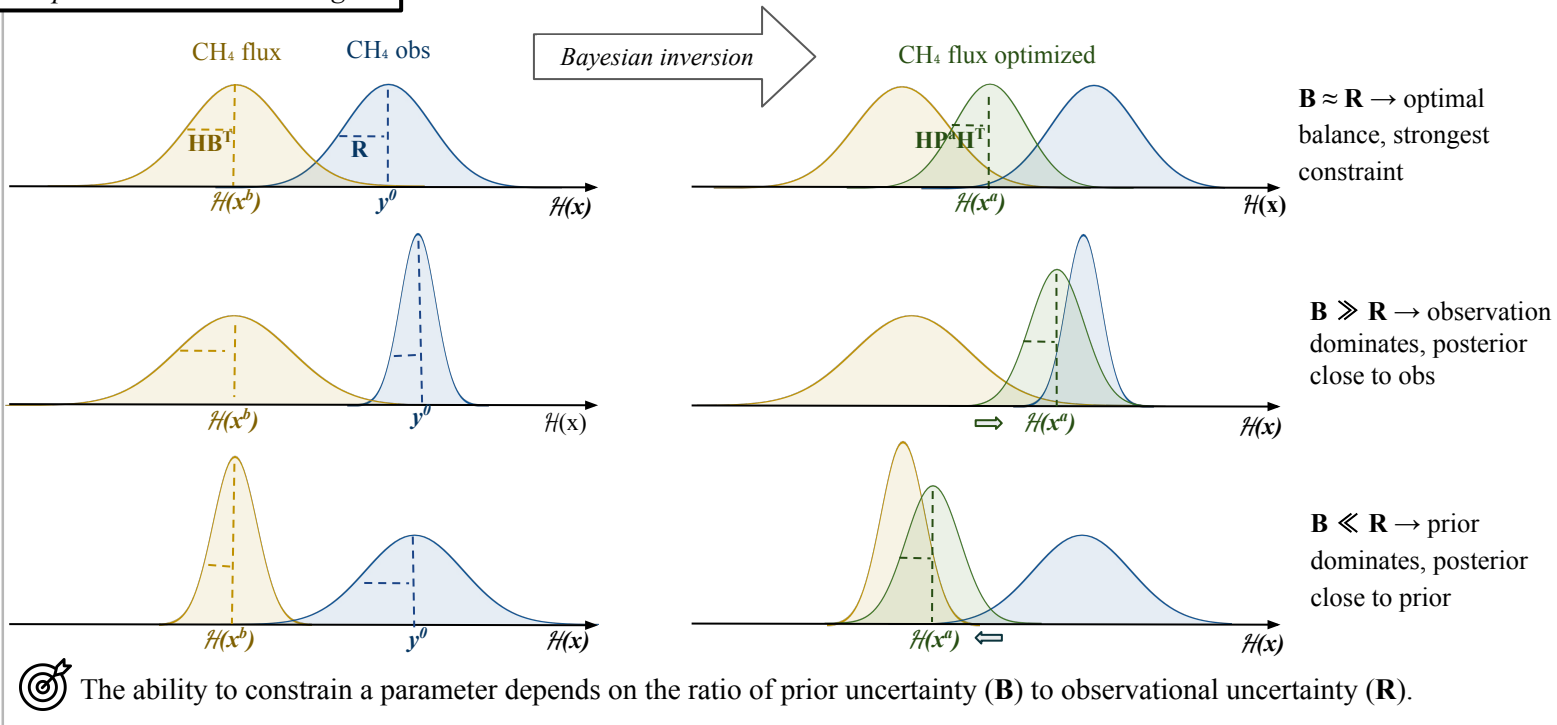 CH₄ flux
CH₄ obs
Bayesian inversion
CH₄ flux optimized
HBᵀ
R
HPᵃHᵀ
B ≈ R → optimal
balance, strongest
constraint
ℋ(xᵇ)
y⁰
ℋ(x)
ℋ(xᵃ)
ℋ(x)
B ≫ R → observation
dominates, posterior
close to obs
ℋ(xᵇ)
y⁰
ℋ(x)
⇨
ℋ(xᵃ)
ℋ(x)
B ≪ R → prior
dominates, posterior
close to prior
ℋ(xᵇ)
y⁰
ℋ(x)
ℋ(xᵃ)
⇦
ℋ(x)
The ability to constrain a parameter depends on the ratio of prior uncertainty (B) to observational uncertainty (R).